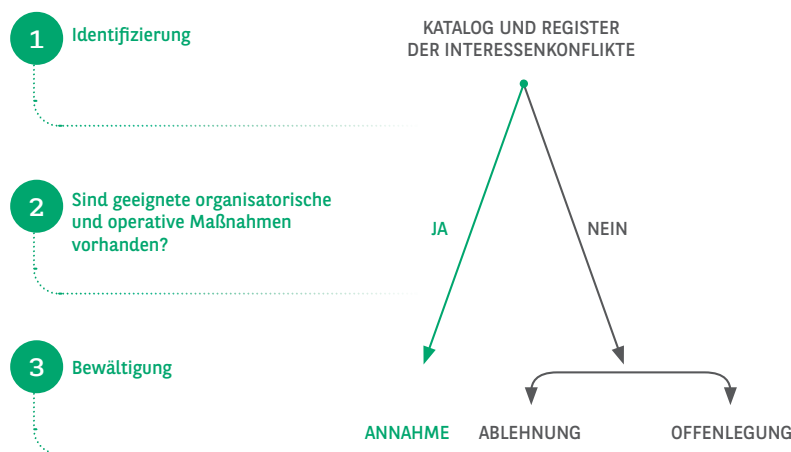 1
Identifizierung
KATALOG UND REGISTER
DER INTERESSENKONFLIKTE
2
Sind geeignete organisatorische
und operative Maßnahmen
vorhanden?
JA
NEIN
3
Bewältigung
ANNAHME
ABLEHNUNG
OFFENLEGUNG